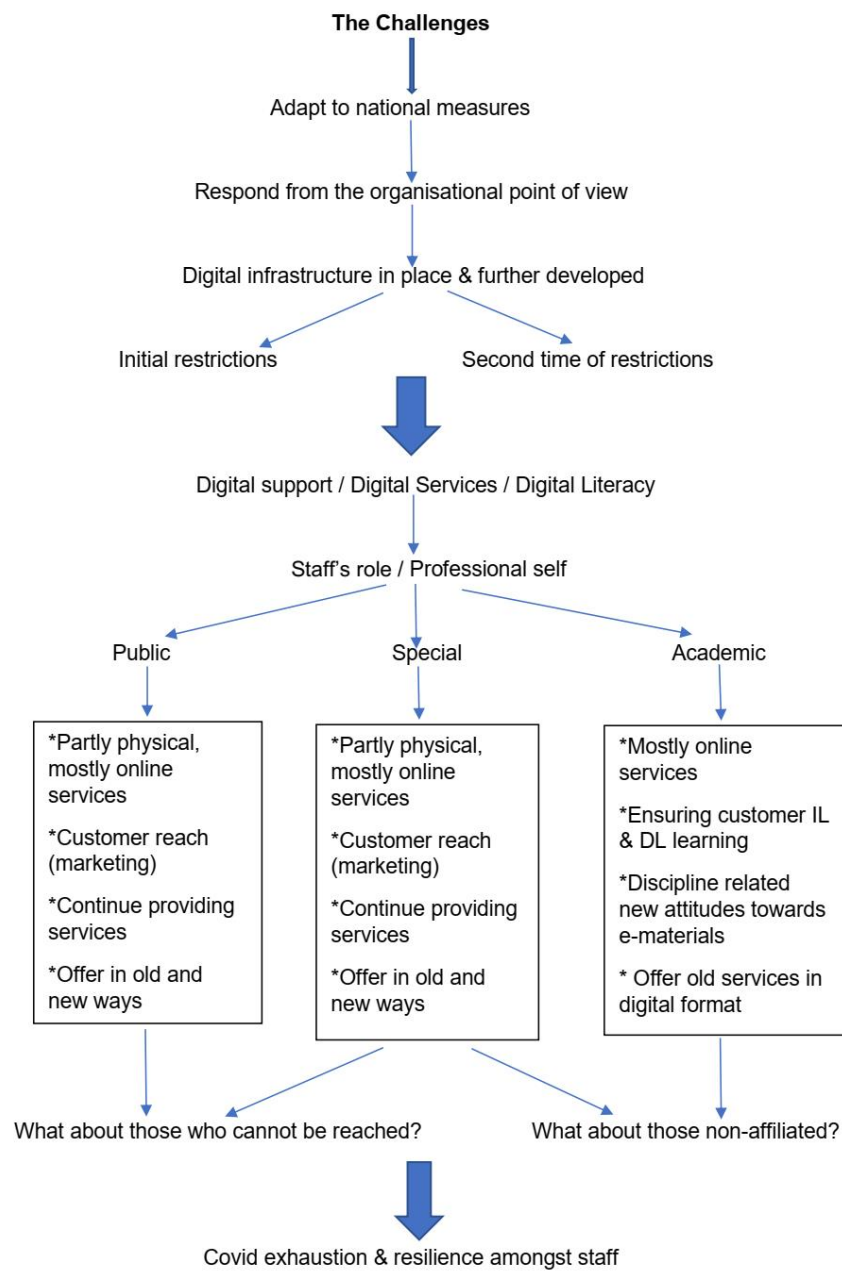 The Challenges
Adapt to national measures
Respond from the organisational point of view
Digital infrastructure in place & further developed
Initial restrictions
Second time of restrictions
Digital support / Digital Services / Digital Literacy
Staff's role / Professional self
Public
Special
Academic
*Partly physical,
mostly online
services
*Customer reach
(marketing)
*Continue providing
services
*Offer in old and
new ways
*Partly physical,
mostly online
services
*Customer reach
(marketing)
*Continue providing
services
*Offer in old and
new ways
*Mostly online
services
*Ensuring customer IL
& DL learning
*Discipline related
new attitudes towards
e-materials
* Offer old services in
digital format
What about those who cannot be reached?
What about those non-affiliated?
Covid exhaustion & resilience amongst staff